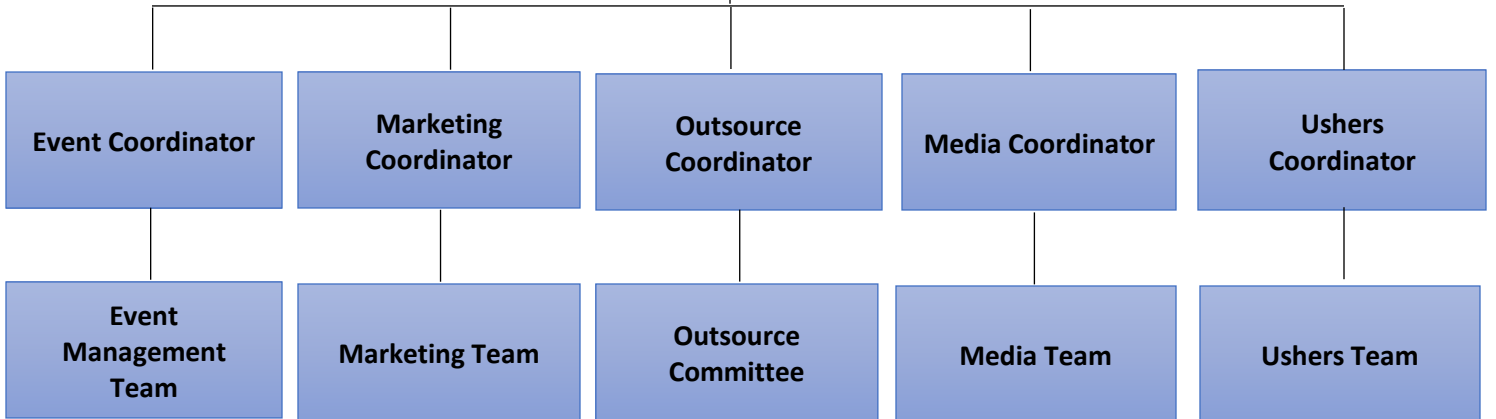 Event Coordinator
Marketing
Coordinator
Outsource
Coordinator
Media Coordinator
Ushers
Coordinator
Event
Management
Team
Marketing Team
Outsource
Committee
Media Team
Ushers Team